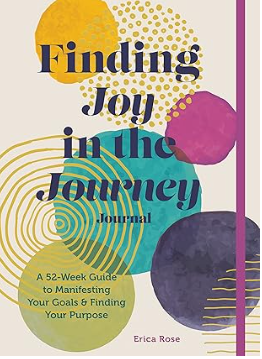 Finding
Joy
in the
Journey
Journal
A 52-Week Guide
to Manifesting
Your Goals & Finding
Your Purpose
Erica Rose